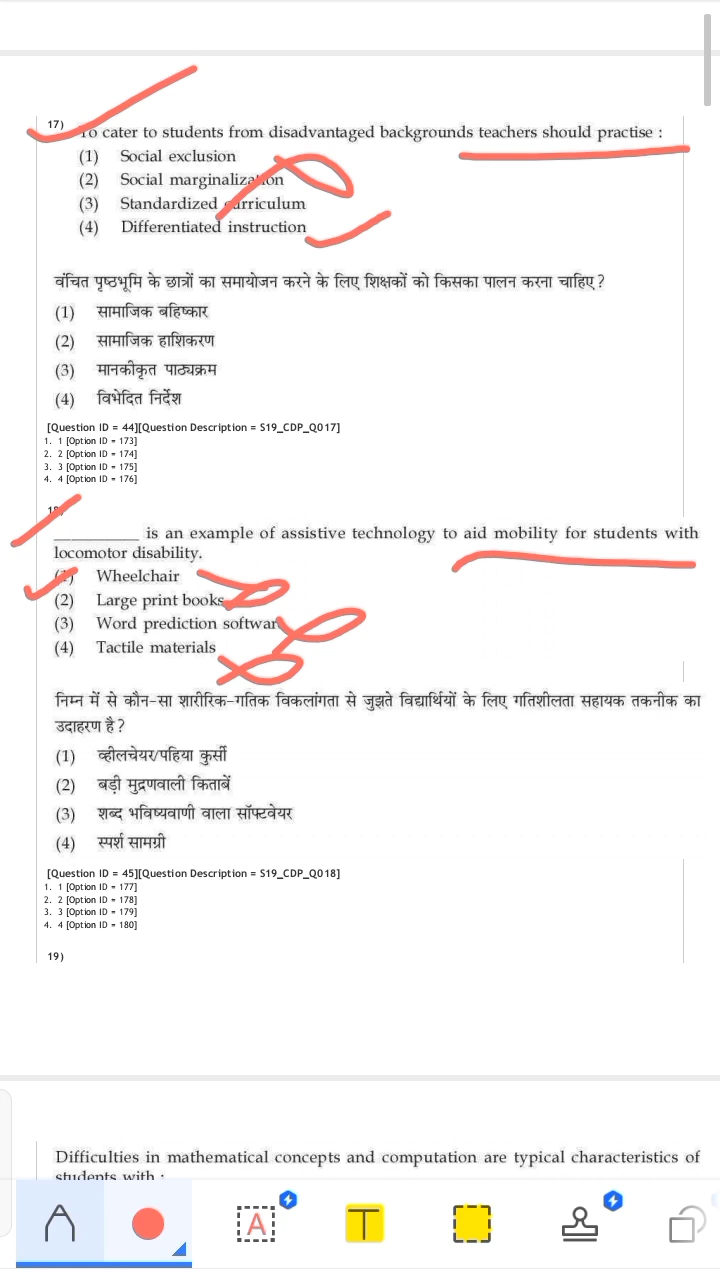 17)
To cater to students from disadvantaged backgrounds teachers should practise :
(1) Social exclusion
(2) Social marginalization
(3) Standardized curriculum
(4) Differentiated instruction
वंचित पृष्ठभूमि के छात्रों का समायोजन करने के लिए शिक्षकों को किसका पालन करना चाहिए ?
(1) सामाजिक बहिष्कार
(2) सामाजिक हाशिकरण
(3) मानकीकृत पाठ्यक्रम
(4) विभेदित निर्देश
[Question ID = 44][Question Description = S19_CDP_Q017]
1. 1 [Option ID = 173]
2. 2 [Option ID = 174]
3. 3 [Option ID = 175]
4. 4 [Option ID = 176]
18)
__________ is an example of assistive technology to aid mobility for students with
locomotor disability.
(1) Wheelchair
(2) Large print books
(3) Word prediction software
(4) Tactile materials
निम्न में से कौन-सा शारीरिक-गतिक विकलांगता से जुझते विद्यार्थियों के लिए गतिशीलता सहायक तकनीक का
उदाहरण है ?
(1) व्हीलचेयर/पहिया कुर्सी
(2) बड़ी मुद्रणवाली किताबें
(3) शब्द भविष्यवाणी वाला सॉफ्टवेयर
(4) स्पर्श सामग्री
[Question ID = 45][Question Description = S19_CDP_Q018]
1. 1 [Option ID = 177]
2. 2 [Option ID = 178]
3. 3 [Option ID = 179]
4. 4 [Option ID = 180]
19)
Difficulties in mathematical concepts and computation are typical characteristics of
students with :
A
T